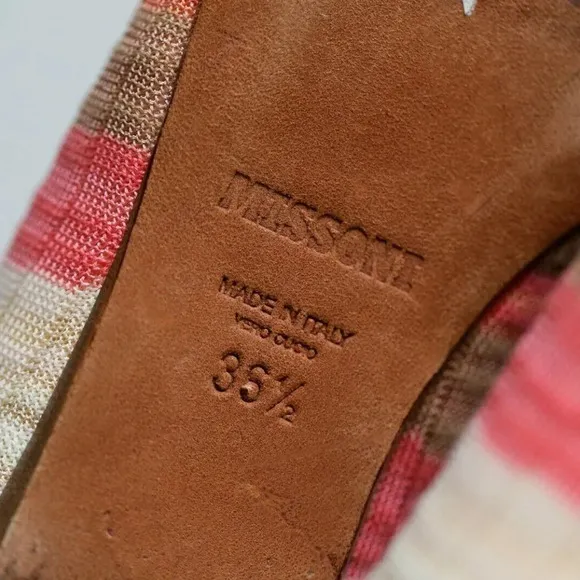 MISSONI
MADE IN ITALY
VERO CUOIO
36½